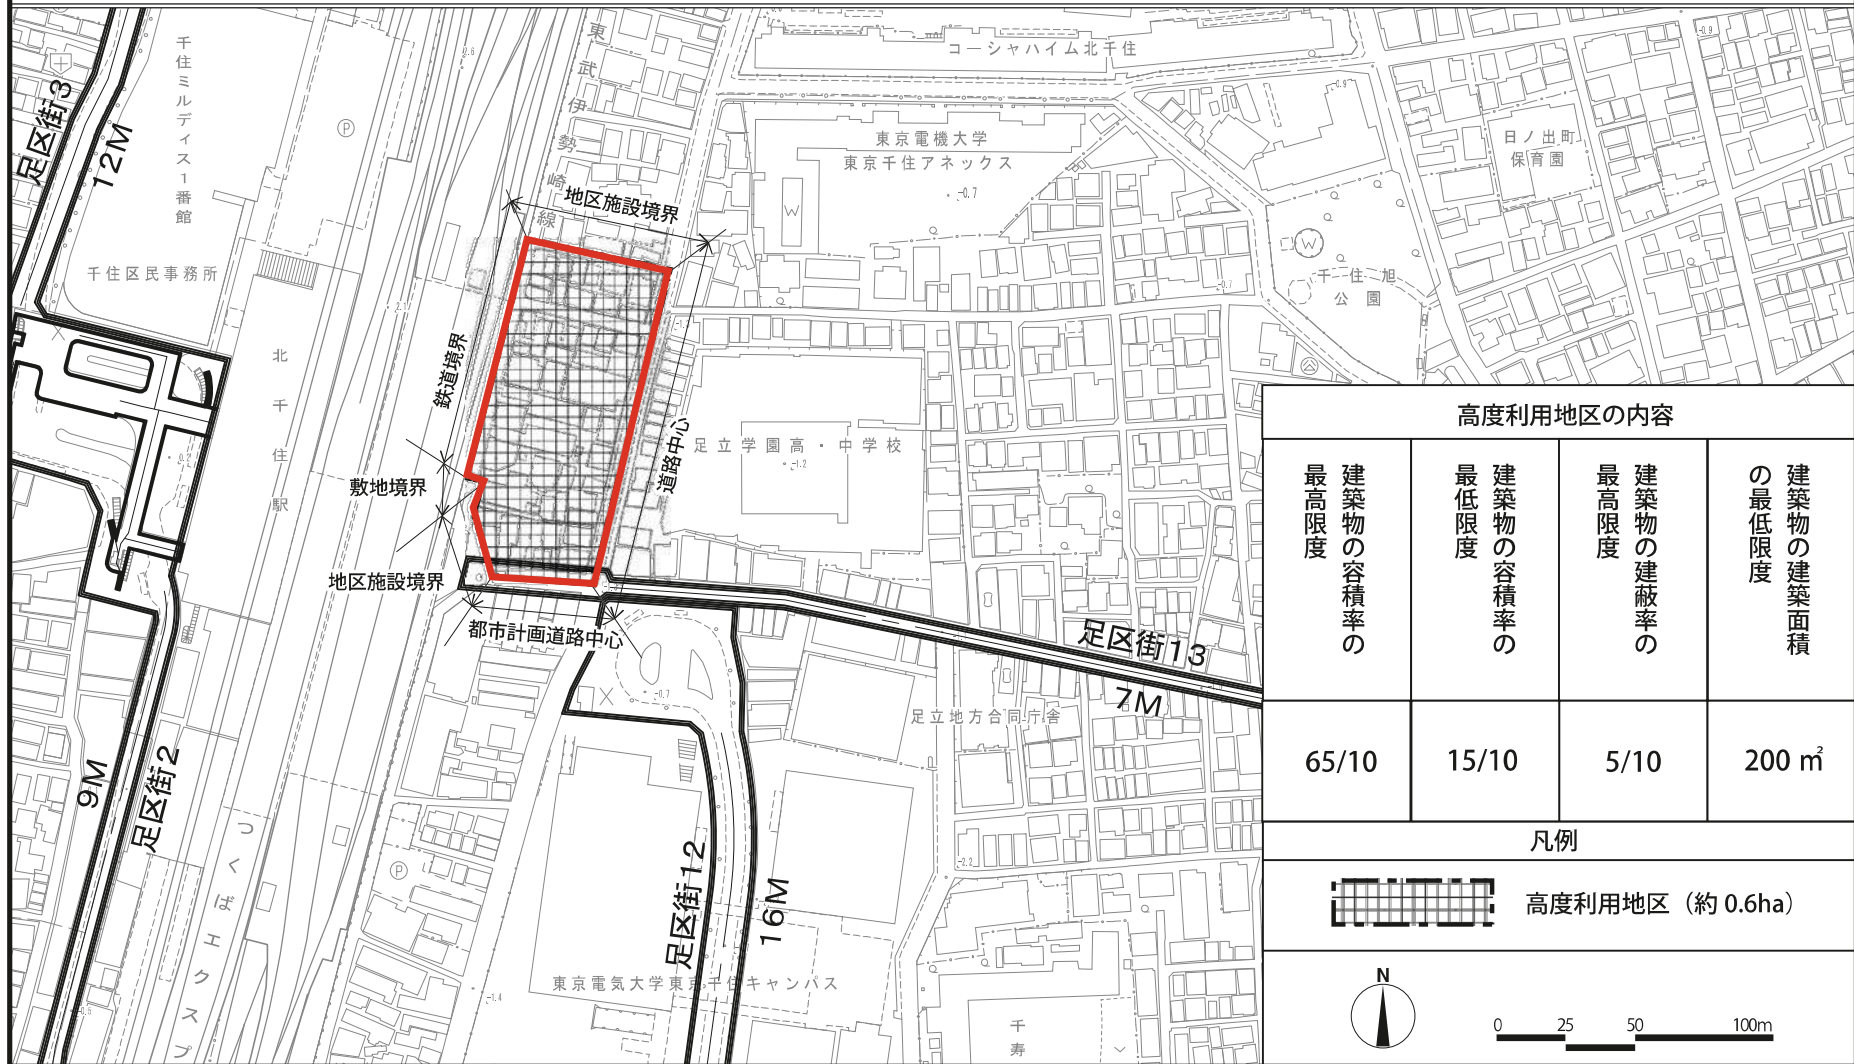 千住ミルディス1番館
足区街3
12M
千住区民事務所
北千住駅
9M
足区街2
つくばエクスプ
東武伊勢崎線
コーシャハイム北千住
東京電機大学
東京千住アネックス
-0.7
日ノ出町
保育園
千住旭
公園
地区施設境界
鉄道境界
道路中心
敷地境界
地区施設境界
都市計画道路中心
足立学園高・中学校
-1.2
足区街13
7M
足立地方合同庁舎
足区街12
16M
東京電気大学東京千住キャンパス
千寿
P
P
W
W
高度利用地区の内容
建築物の容積率の
最高限度
建築物の容積率の
最低限度
建築物の建蔽率の
最高限度
建築物の建築面積
の最低限度
65/10
15/10
5/10
200 ㎡
凡例
高度利用地区（約 0.6ha）
N
0 25 50 100m